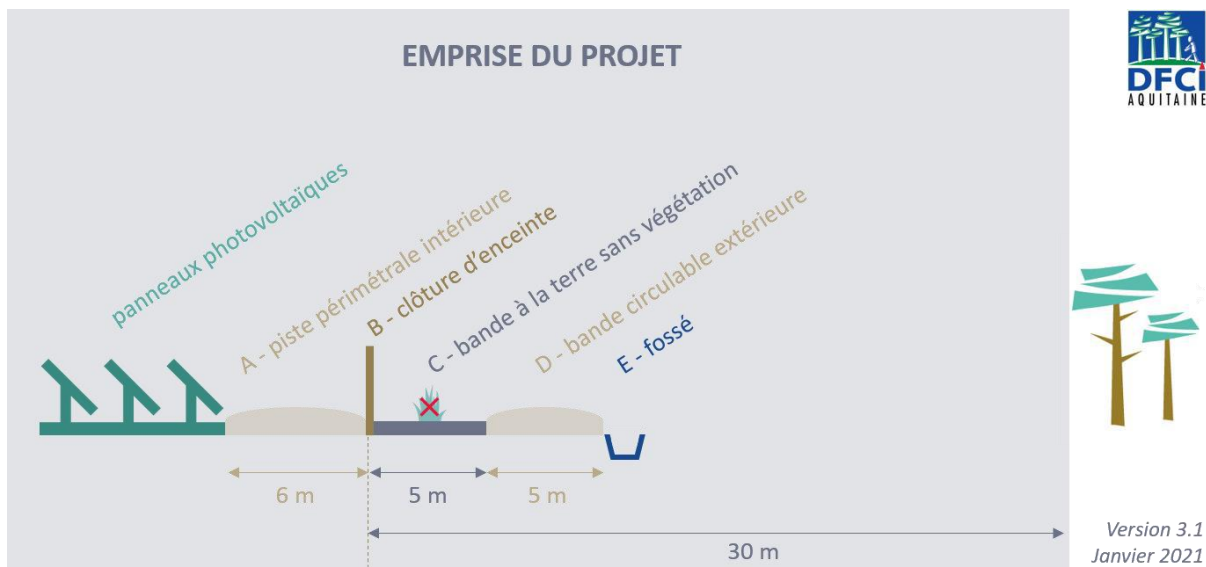 EMPRISE DU PROJET
DFCI
AQUITAINE
panneaux photovoltaïques
A - piste périmétrale intérieure
B - clôture d'enceinte
C - bande à la terre sans végétation
D - bande circulable extérieure
E - fossé
6 m
5 m
5 m
30 m
Version 3.1
Janvier 2021